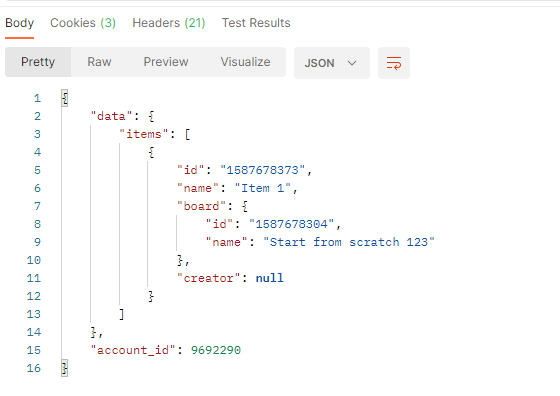 Body Cookies (3) Headers (21) Test Results
Pretty Raw Preview Visualize JSON
1 {
2 "data": {
3 "items": [
4 {
5 "id": "1587678373",
6 "name": "Item 1",
7 "board": {
8 "id": "1587678304",
9 "name": "Start from scratch 123"
10 },
11 "creator": null
12 }
13 ]
14 },
15 "account_id": 9692290
16 }